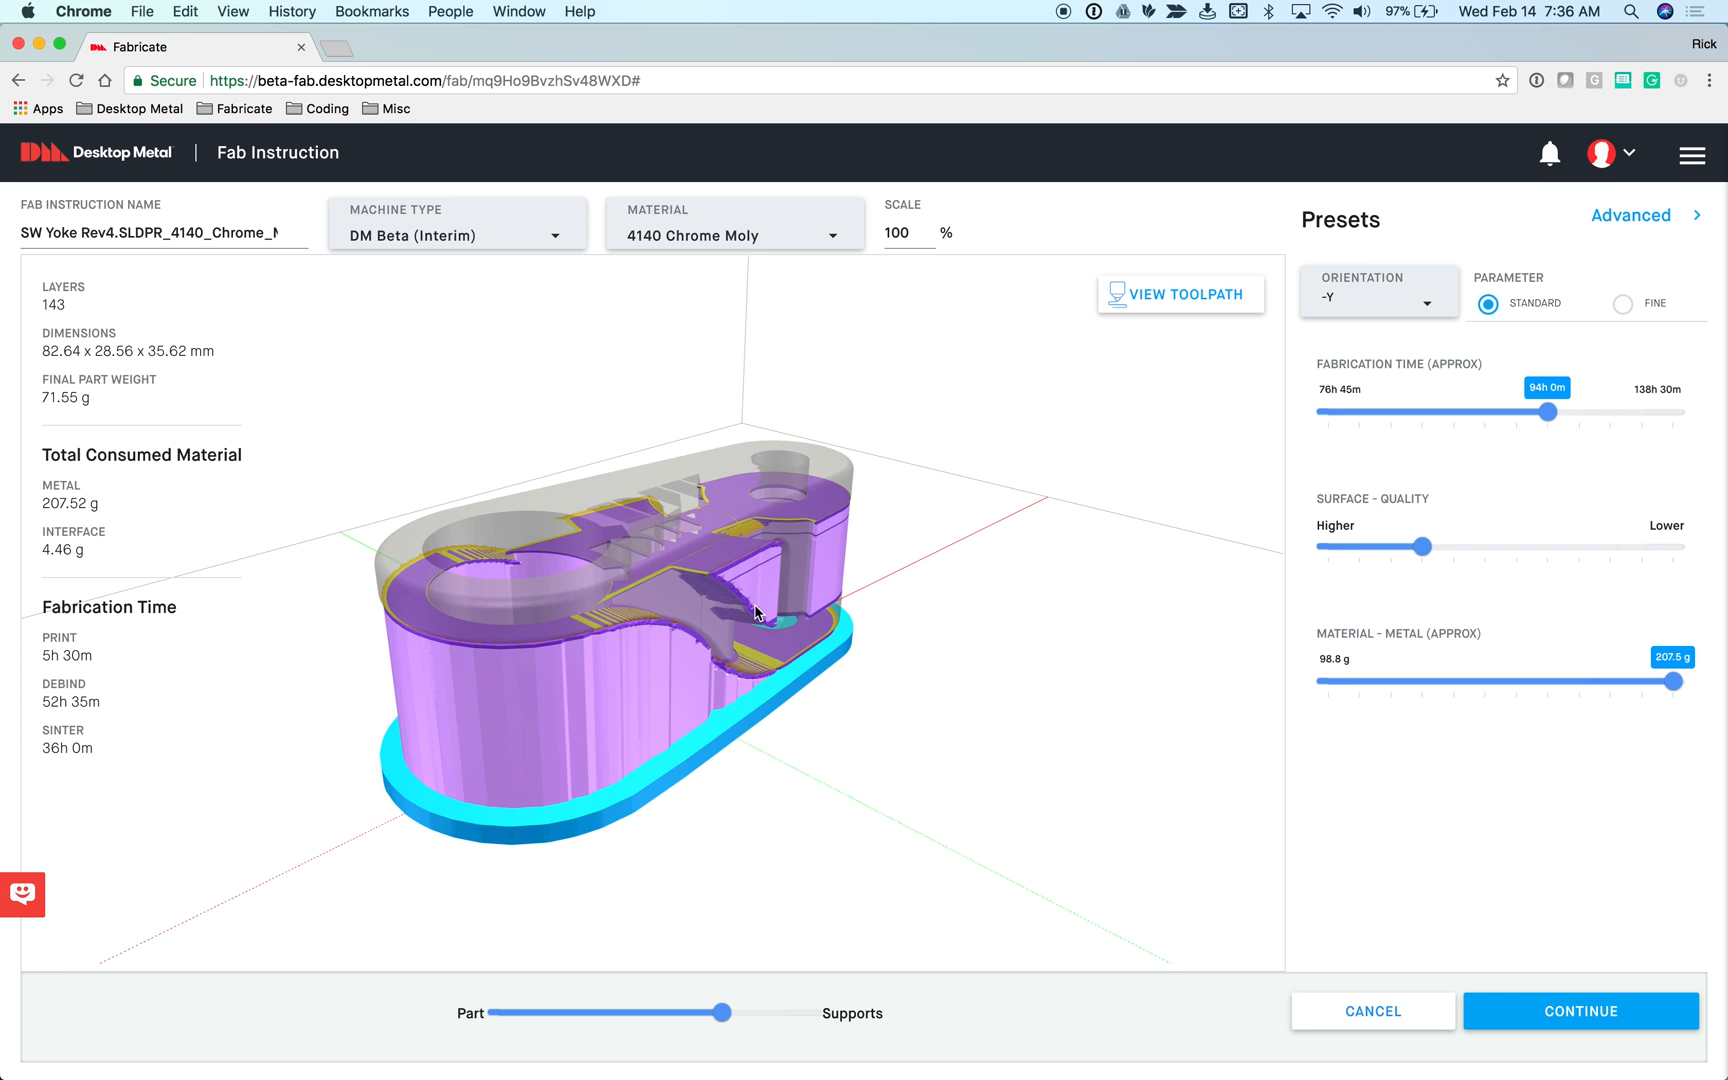 Chrome File Edit View History Bookmarks People Window Help 97% Wed Feb 14 7:36 AM
Fabricate Rick
Secure https://beta-fab.desktopmetal.com/fab/mq9Ho9BvzhSv48WXD#
Apps Desktop Metal Fabricate Coding Misc
Desktop Metal | Fab Instruction
FAB INSTRUCTION NAME
SW Yoke Rev4.SLDPR_4140_Chrome_M
MACHINE TYPE
DM Beta (Interim)
MATERIAL
4140 Chrome Moly
SCALE
100 %
Presets
Advanced
LAYERS
143
DIMENSIONS
82.64 x 28.56 x 35.62 mm
FINAL PART WEIGHT
71.55 g
Total Consumed Material
METAL
207.52 g
INTERFACE
4.46 g
Fabrication Time
PRINT
5h 30m
DEBIND
52h 35m
SINTER
36h 0m
VIEW TOOLPATH
ORIENTATION
-Y
PARAMETER
STANDARD FINE
FABRICATION TIME (APPROX)
76h 45m 94h 0m 138h 30m
SURFACE - QUALITY
Higher Lower
MATERIAL - METAL (APPROX)
98.8 g 207.5 g
Part Supports
CANCEL CONTINUE